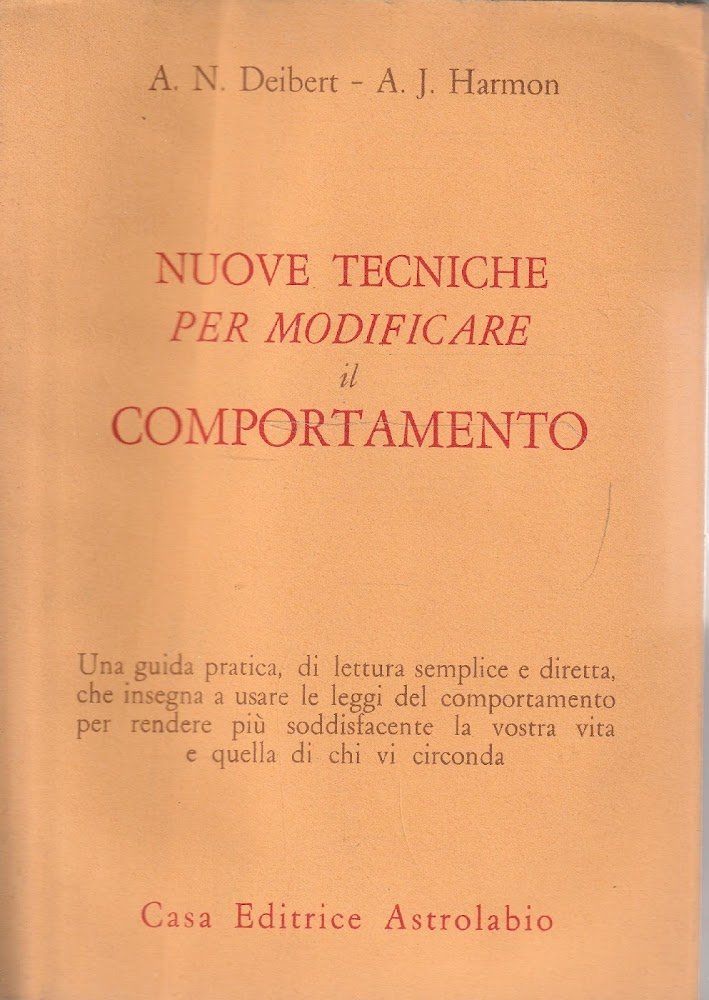 A. N. Deibert - A. J. Harmon
NUOVE TECNICHE
PER MODIFICARE
il
COMPORTAMENTO
Una guida pratica, di lettura semplice e diretta,
che insegna a usare le leggi del comportamento
per rendere più soddisfacente la vostra vita
e quella di chi vi circonda
Casa Editrice Astrolabio